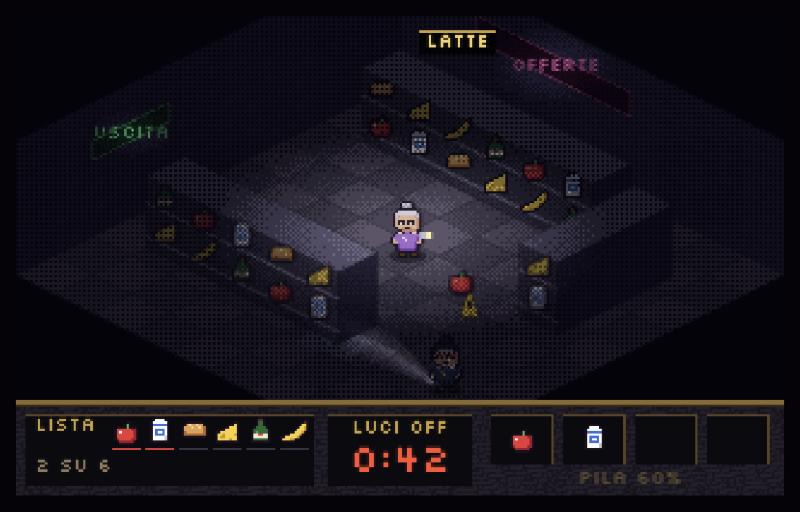 LATTE
OFFERTE
USCITA
LISTA
2 SU 6
LUCI OFF
0:42
PILA 60%